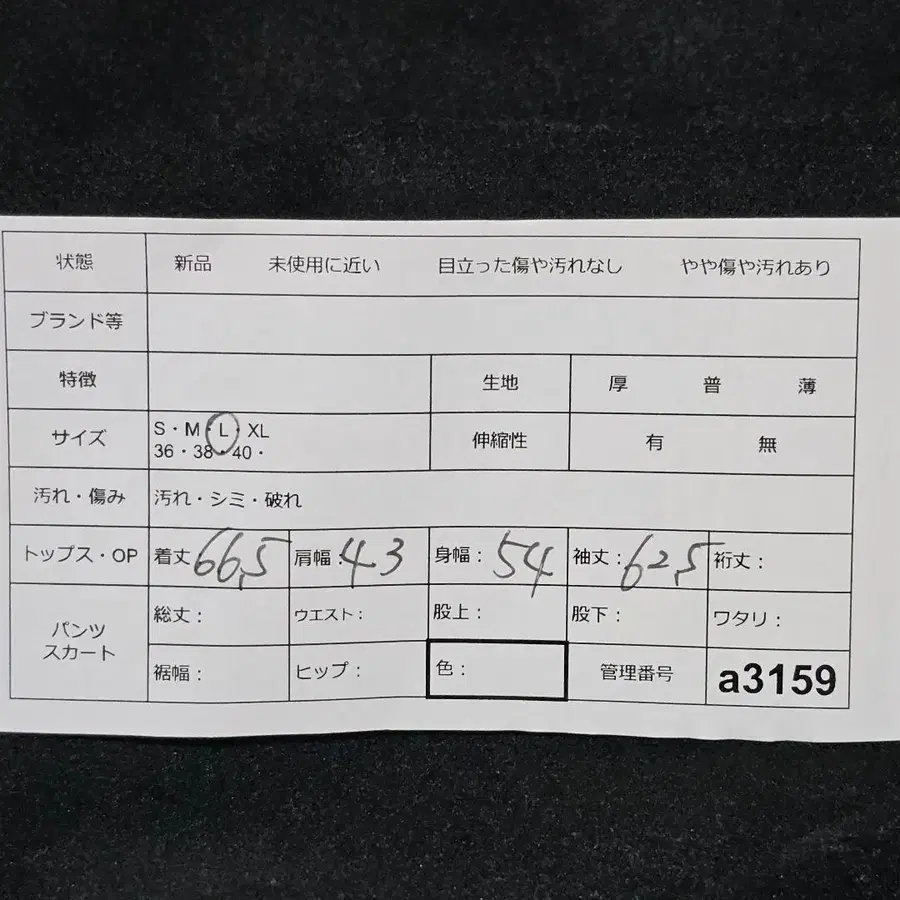 状態 新品 未使用に近い 目立った傷や汚れなし やや傷や汚れあり
ブランド等
特徴 生地 厚 普 薄
サイズ S・M・L・XL 伸縮性 有 無
36・38・40・
汚れ・傷み 汚れ・シミ・破れ
トップス・OP 着丈:66,5 肩幅:43 身幅:54 袖丈:62,5 裄丈:
パンツ 総丈: ウエスト: 股上: 股下: ワタリ:
スカート 裾幅: ヒップ: 色: 管理番号 a3159